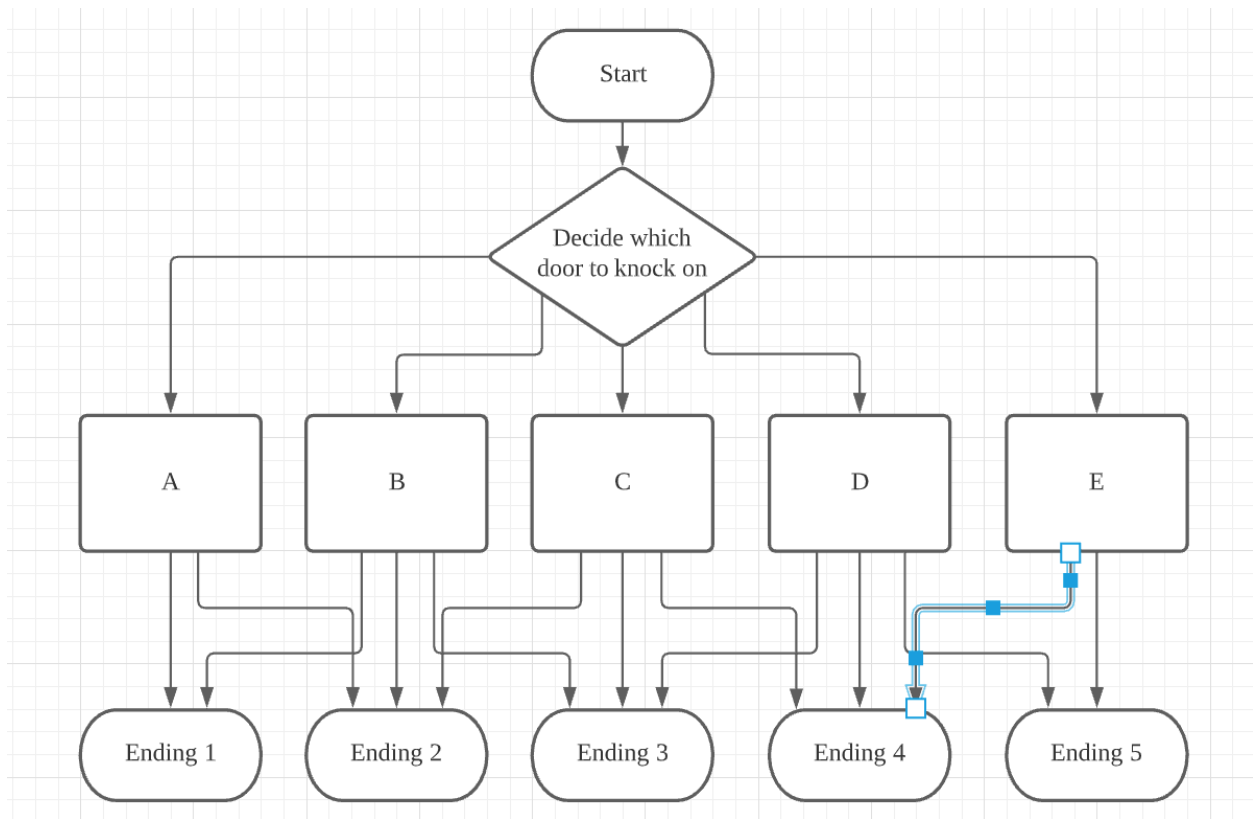 Start
Decide which
door to knock on
A
B
C
D
E
Ending 1
Ending 2
Ending 3
Ending 4
Ending 5